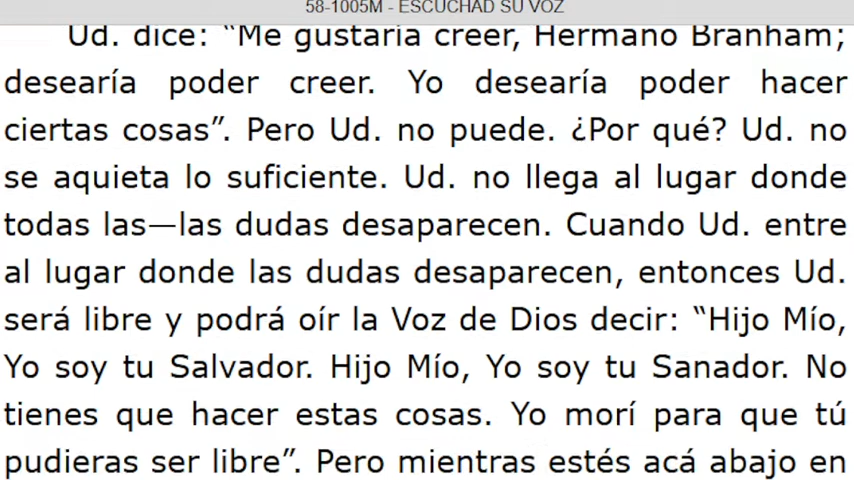 58-1005M - ESCUCHAD SU VOZ
Ud. dice: “Me gustaría creer, Hermano Branham;
desearía poder creer. Yo desearía poder hacer
ciertas cosas”. Pero Ud. no puede. ¿Por qué? Ud. no
se aquieta lo suficiente. Ud. no llega al lugar donde
todas las—las dudas desaparecen. Cuando Ud. entre
al lugar donde las dudas desaparecen, entonces Ud.
será libre y podrá oír la Voz de Dios decir: “Hijo Mío,
Yo soy tu Salvador. Hijo Mío, Yo soy tu Sanador. No
tienes que hacer estas cosas. Yo morí para que tú
pudieras ser libre”. Pero mientras estés acá abajo en